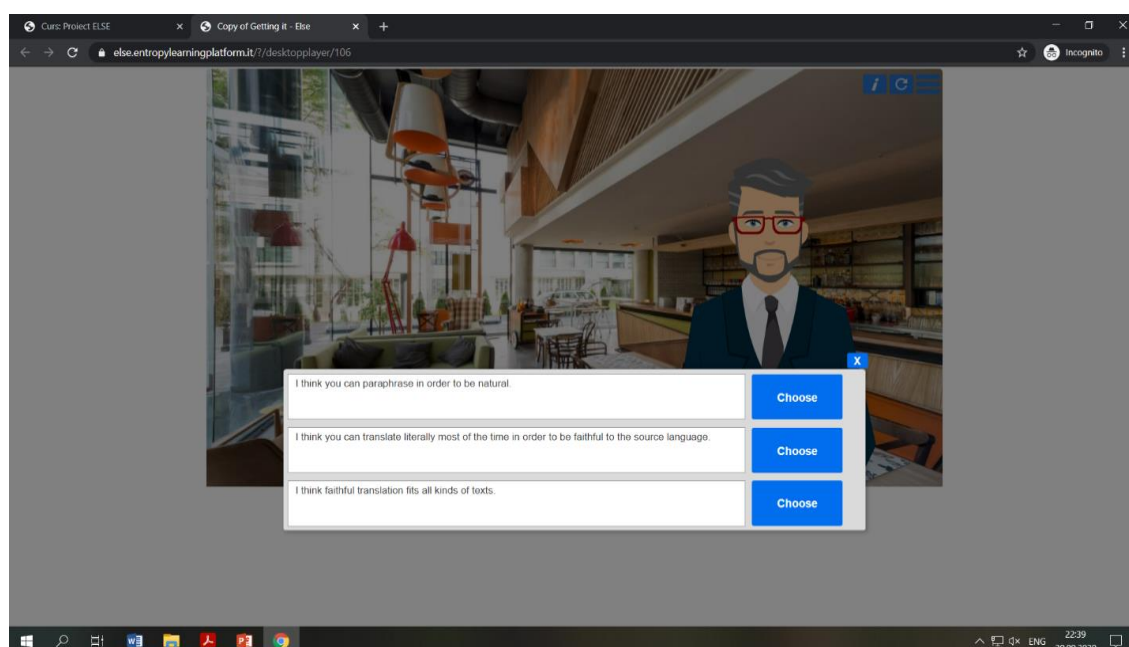 Curs: Proiect ELSE
Copy of Getting it - Else
else.entropylearningplatform.it/?/desktopplayer/106
Incognito
I think you can paraphrase in order to be natural.
Choose
I think you can translate literally most of the time in order to be faithful to the source language.
Choose
I think faithful translation fits all kinds of texts.
Choose
X
ENG
22:39